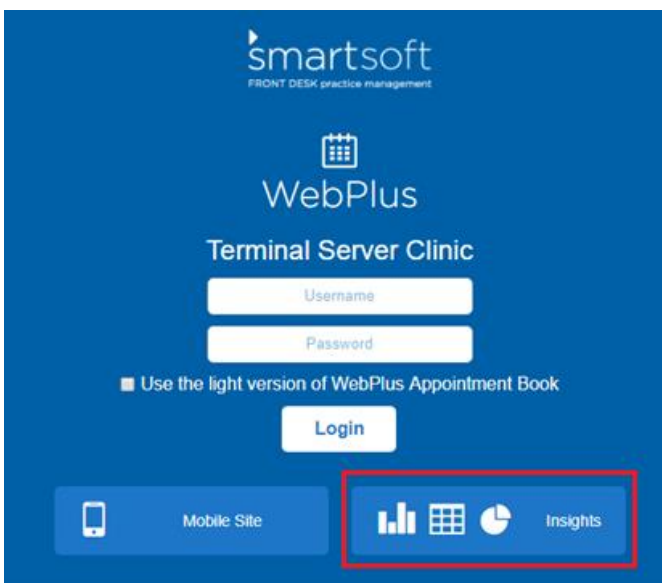 smartsoft
FRONT DESK practice management
WebPlus
Terminal Server Clinic
Username
Password
Use the light version of WebPlus Appointment Book
Login
Mobile Site
Insights